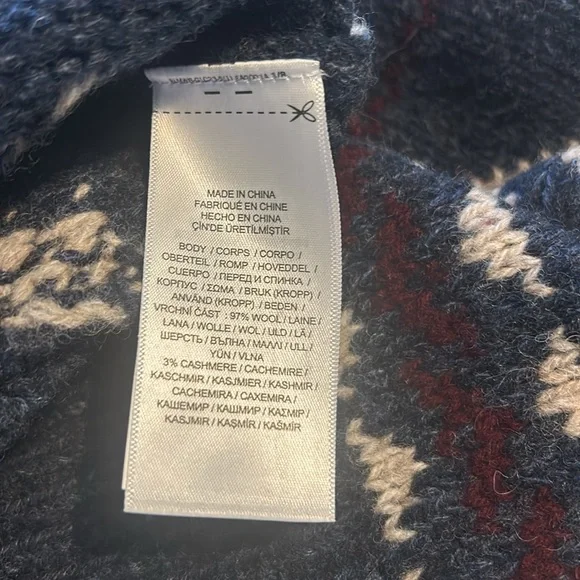 MADE IN CHINA
FABRIQUÉ EN CHINE
HECHO EN CHINA
ÇİN'DE ÜRETİLMİŞTİR
BODY / CORPS / CORPO /
OBERTEIL / ROMP / HOVEDDEL /
CUERPO / ПЕРЕД И СПИНКА /
КОРПУС / ΣΩΜΑ / BRUK (KROPP) /
ANVÄND (KROPP) / BEDEN /
VRCHNÍ ČÁST : 97% WOOL / LAINE /
LANA / WOLLE / WOL / ULD / LÃ /
ШЕРСТЬ / ВЪЛНА / ΜΑΛΛΙ / ULL /
YÜN / VLNA
3% CASHMERE / CACHEMIRE /
KASCHMIR / KASJMIER / KASHMIR /
CACHEMIRA / CAXEMIRA /
КАШЕМИР / КАШМИР / ΚΑΣΜΙΡ /
KASJMIR / KAŞMİR / KAŠMÍR